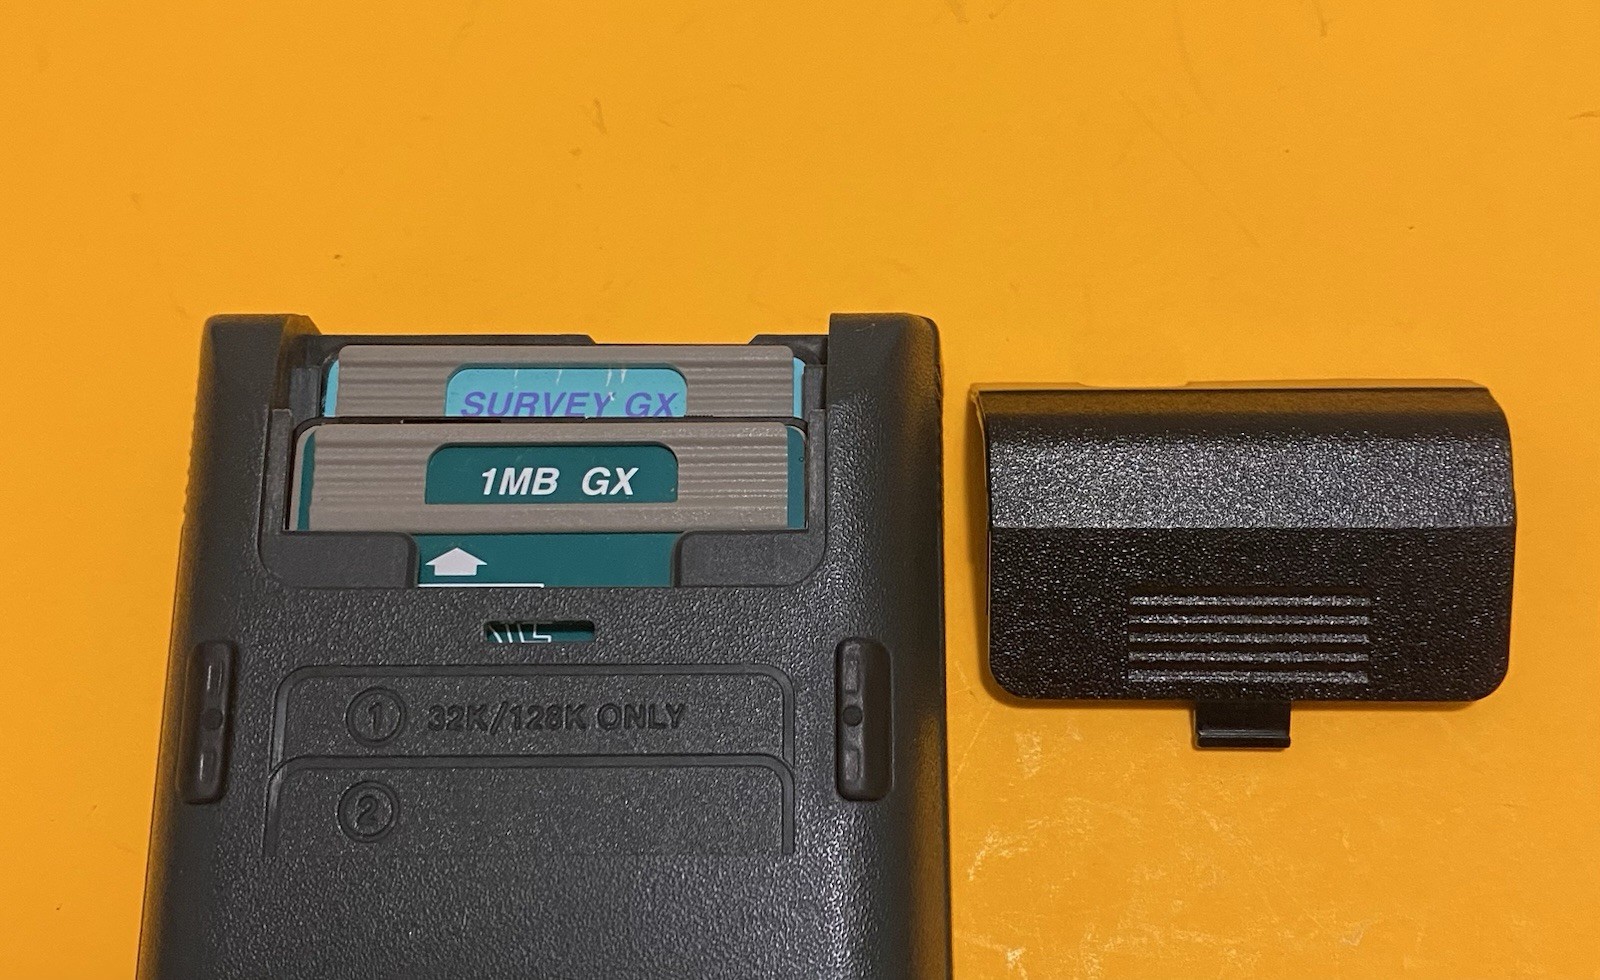 SURVEY GX
1MB GX
1 32K/128K ONLY
2